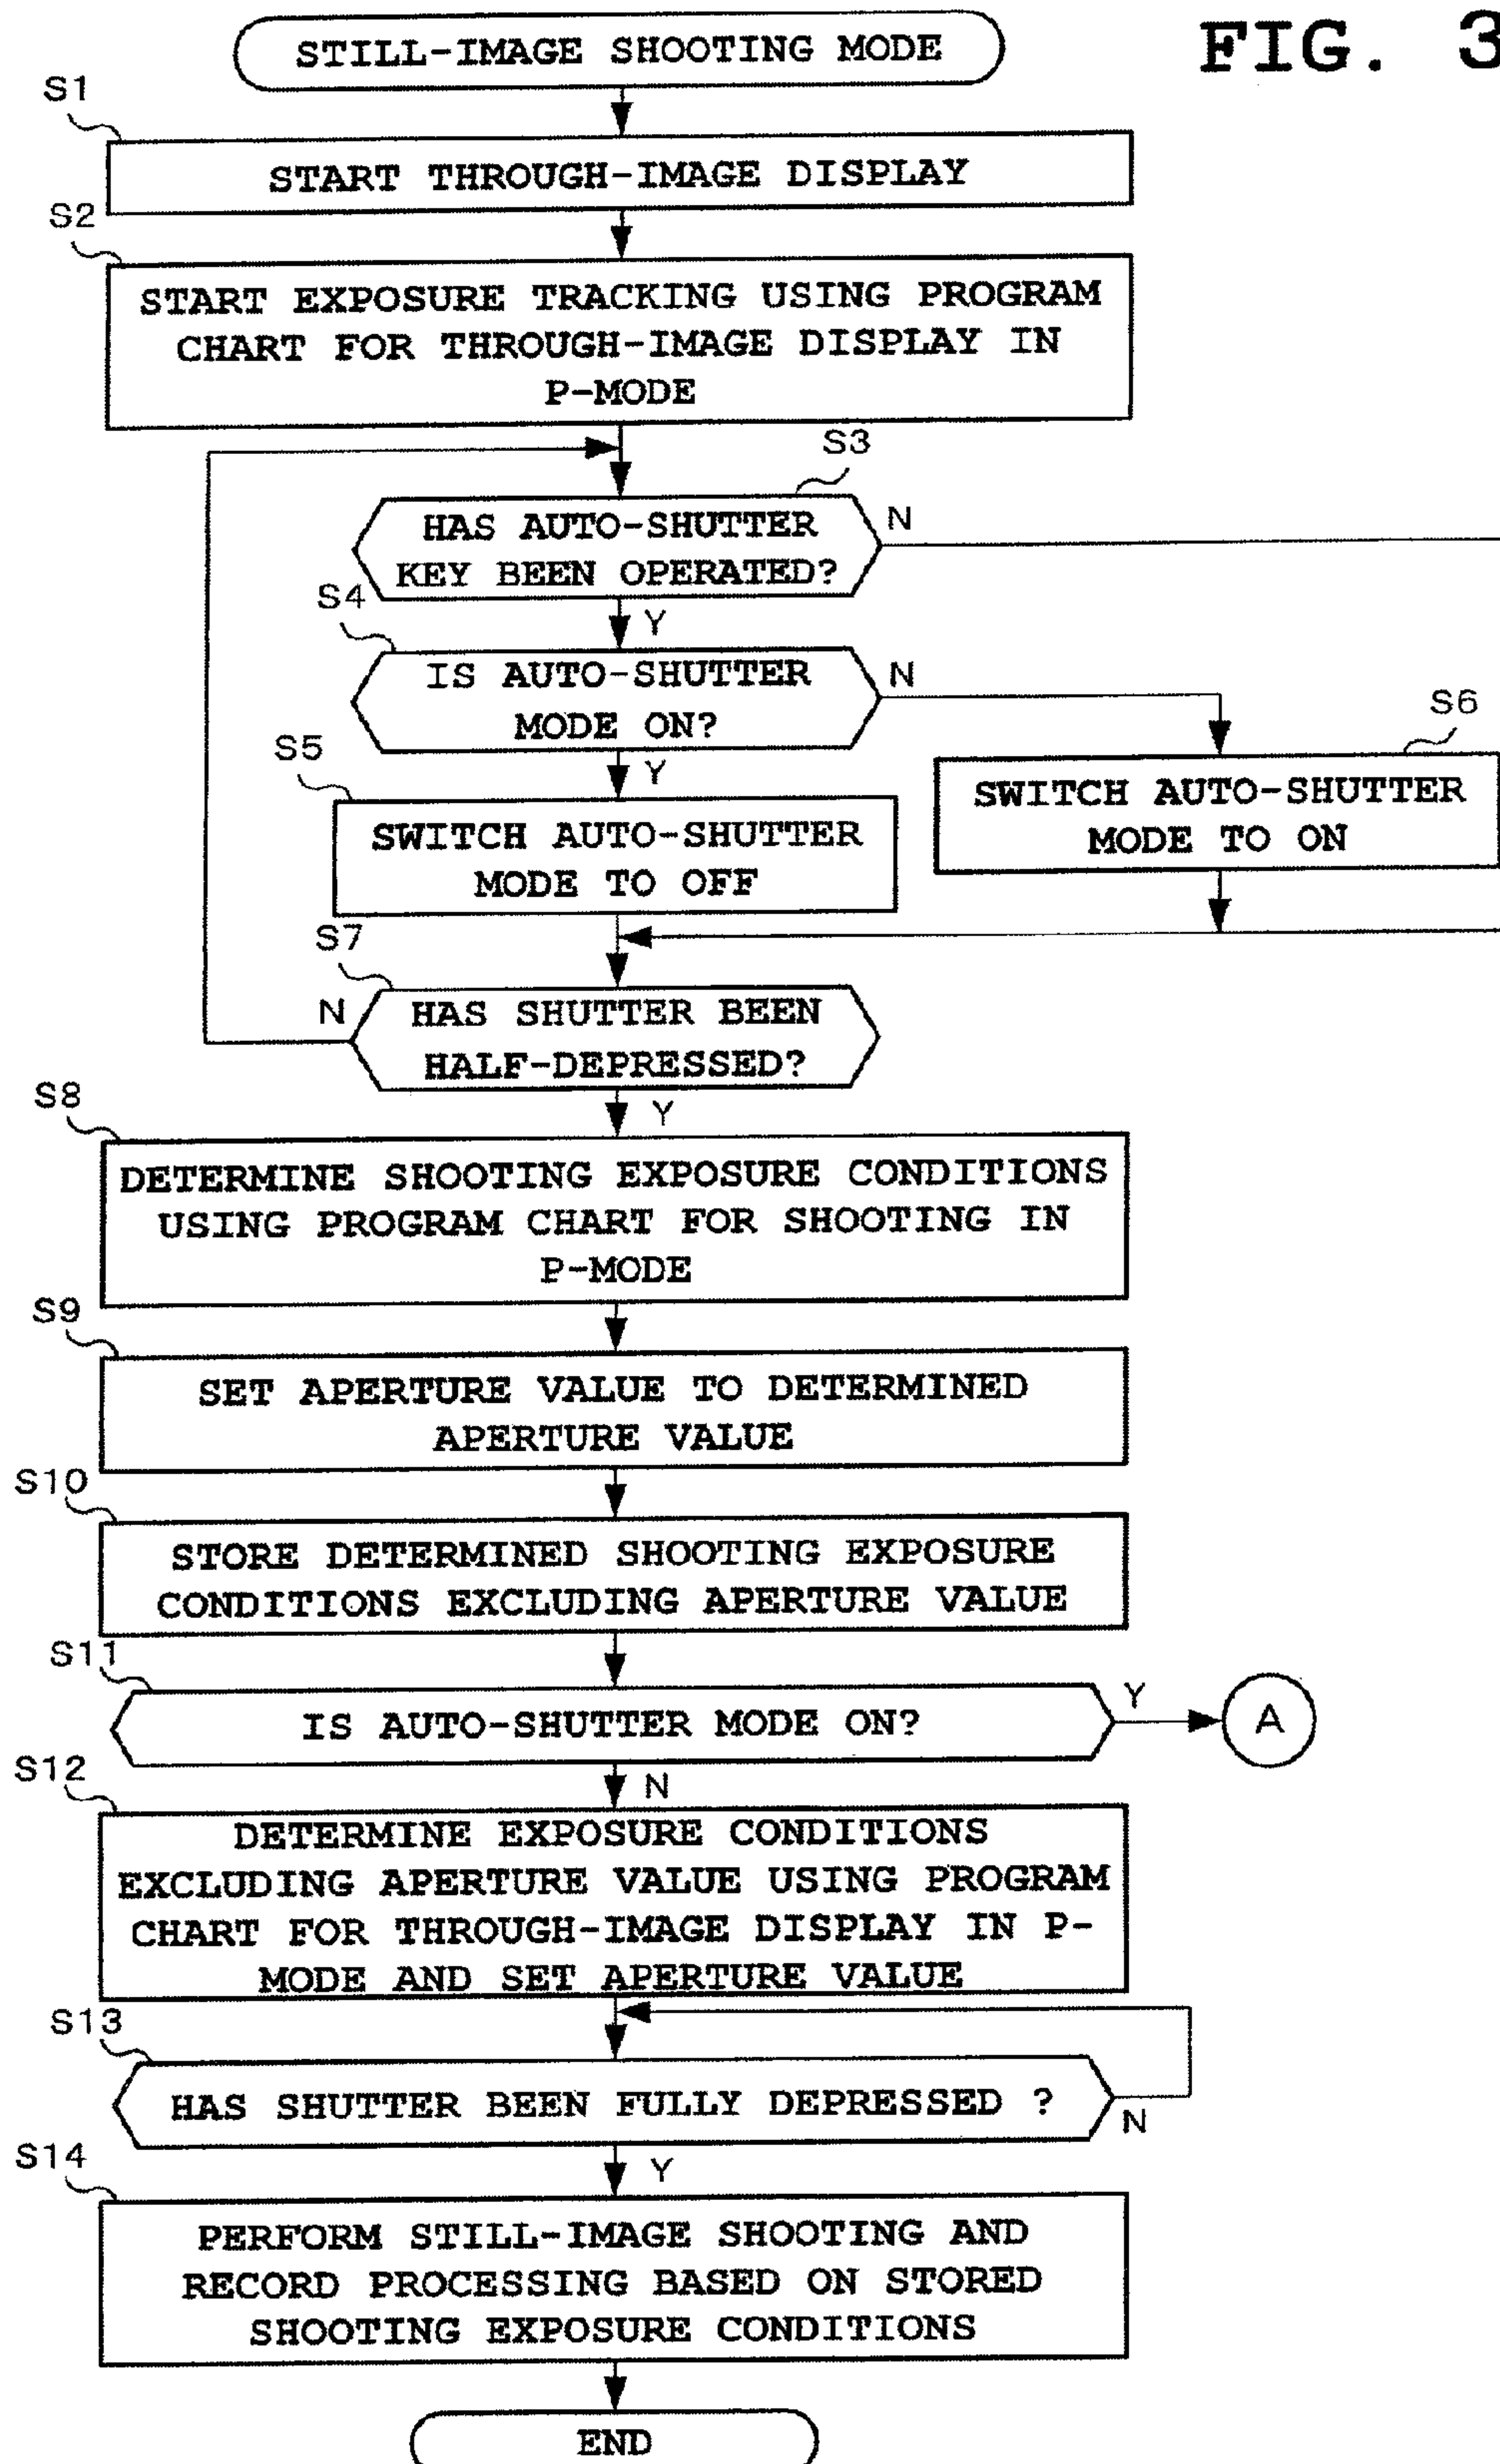 FIG. 3
STILL-IMAGE SHOOTING MODE
S1
START THROUGH-IMAGE DISPLAY
S2
START EXPOSURE TRACKING USING PROGRAM
CHART FOR THROUGH-IMAGE DISPLAY IN
P-MODE
S3
HAS AUTO-SHUTTER
KEY BEEN OPERATED?
N
Y
S4
IS AUTO-SHUTTER
MODE ON?
N
Y
S5
SWITCH AUTO-SHUTTER
MODE TO OFF
S6
SWITCH AUTO-SHUTTER
MODE TO ON
S7
HAS SHUTTER BEEN
HALF-DEPRESSED?
N
Y
S8
DETERMINE SHOOTING EXPOSURE CONDITIONS
USING PROGRAM CHART FOR SHOOTING IN
P-MODE
S9
SET APERTURE VALUE TO DETERMINED
APERTURE VALUE
S10
STORE DETERMINED SHOOTING EXPOSURE
CONDITIONS EXCLUDING APERTURE VALUE
S11
IS AUTO-SHUTTER MODE ON?
Y
A
N
S12
DETERMINE EXPOSURE CONDITIONS
EXCLUDING APERTURE VALUE USING PROGRAM
CHART FOR THROUGH-IMAGE DISPLAY IN P-
MODE AND SET APERTURE VALUE
S13
HAS SHUTTER BEEN FULLY DEPRESSED ?
N
Y
S14
PERFORM STILL-IMAGE SHOOTING AND
RECORD PROCESSING BASED ON STORED
SHOOTING EXPOSURE CONDITIONS
END